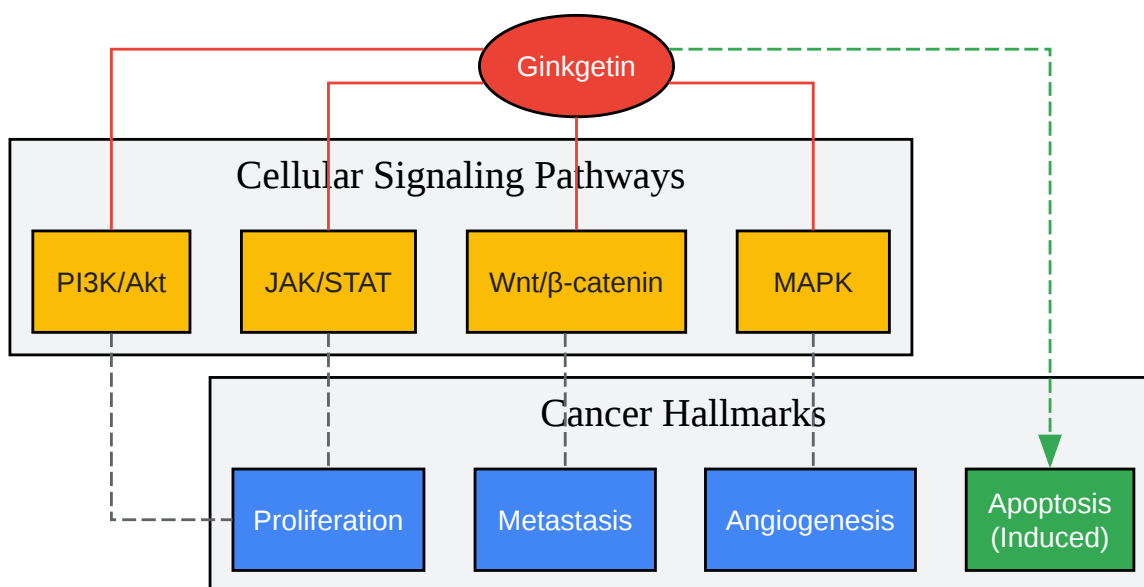 Ginkgetin
Cellular Signaling Pathways
PI3K/Akt
JAK/STAT
Wnt/β-catenin
MAPK
Cancer Hallmarks
Proliferation
Metastasis
Angiogenesis
Apoptosis
(Induced)